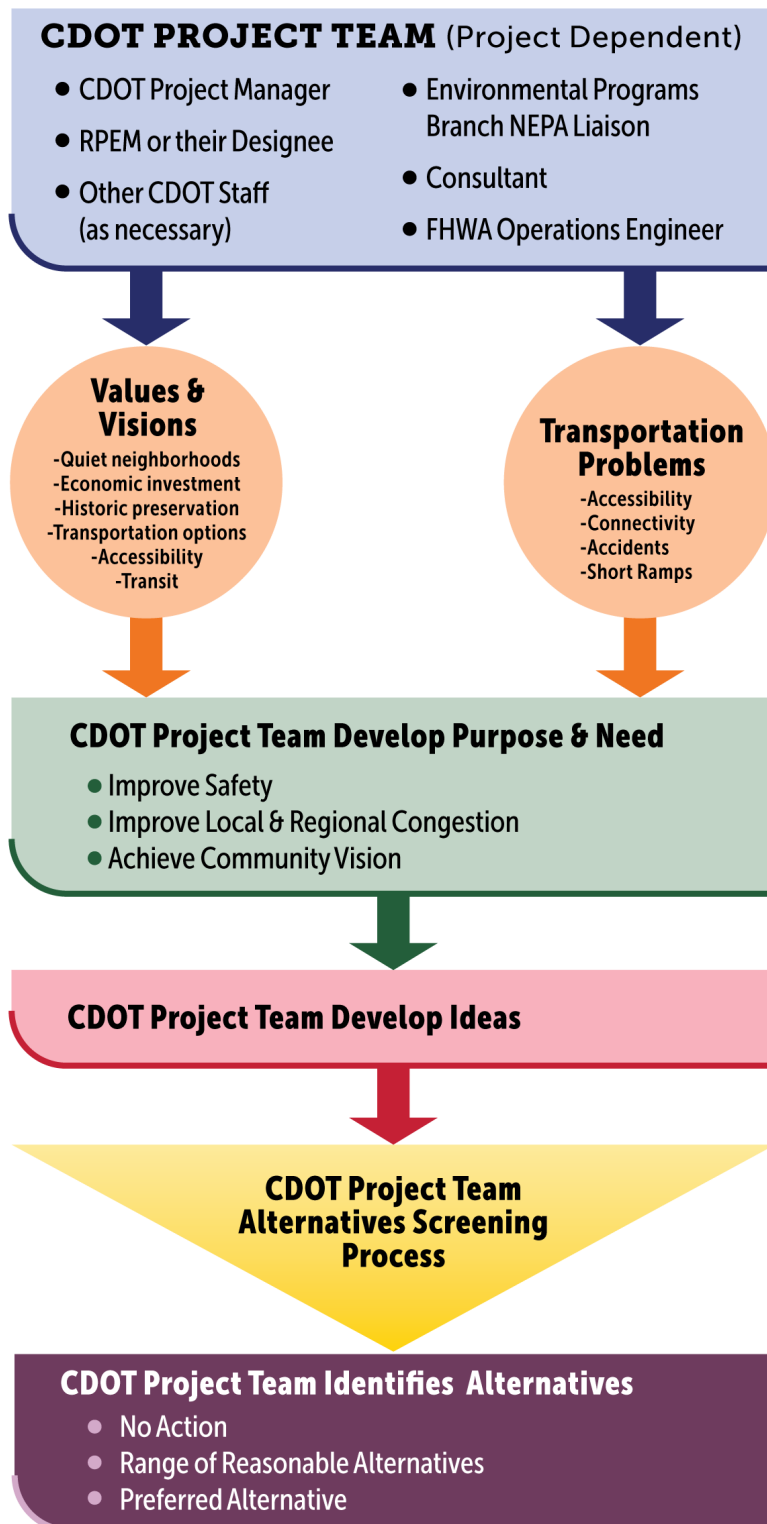 CDOT PROJECT TEAM (Project Dependent)
• CDOT Project Manager
• RPEM or their Designee
• Other CDOT Staff
(as necessary)
• Environmental Programs
Branch NEPA Liaison
• Consultant
• FHWA Operations Engineer
Values &
Visions
-Quiet neighborhoods
-Economic investment
-Historic preservation
-Transportation options
-Accessibility
-Transit
Transportation
Problems
-Accessibility
-Connectivity
-Accidents
-Short Ramps
CDOT Project Team Develop Purpose & Need
• Improve Safety
• Improve Local & Regional Congestion
• Achieve Community Vision
CDOT Project Team Develop Ideas
CDOT Project Team
Alternatives Screening
Process
CDOT Project Team Identifies Alternatives
• No Action
• Range of Reasonable Alternatives
• Preferred Alternative